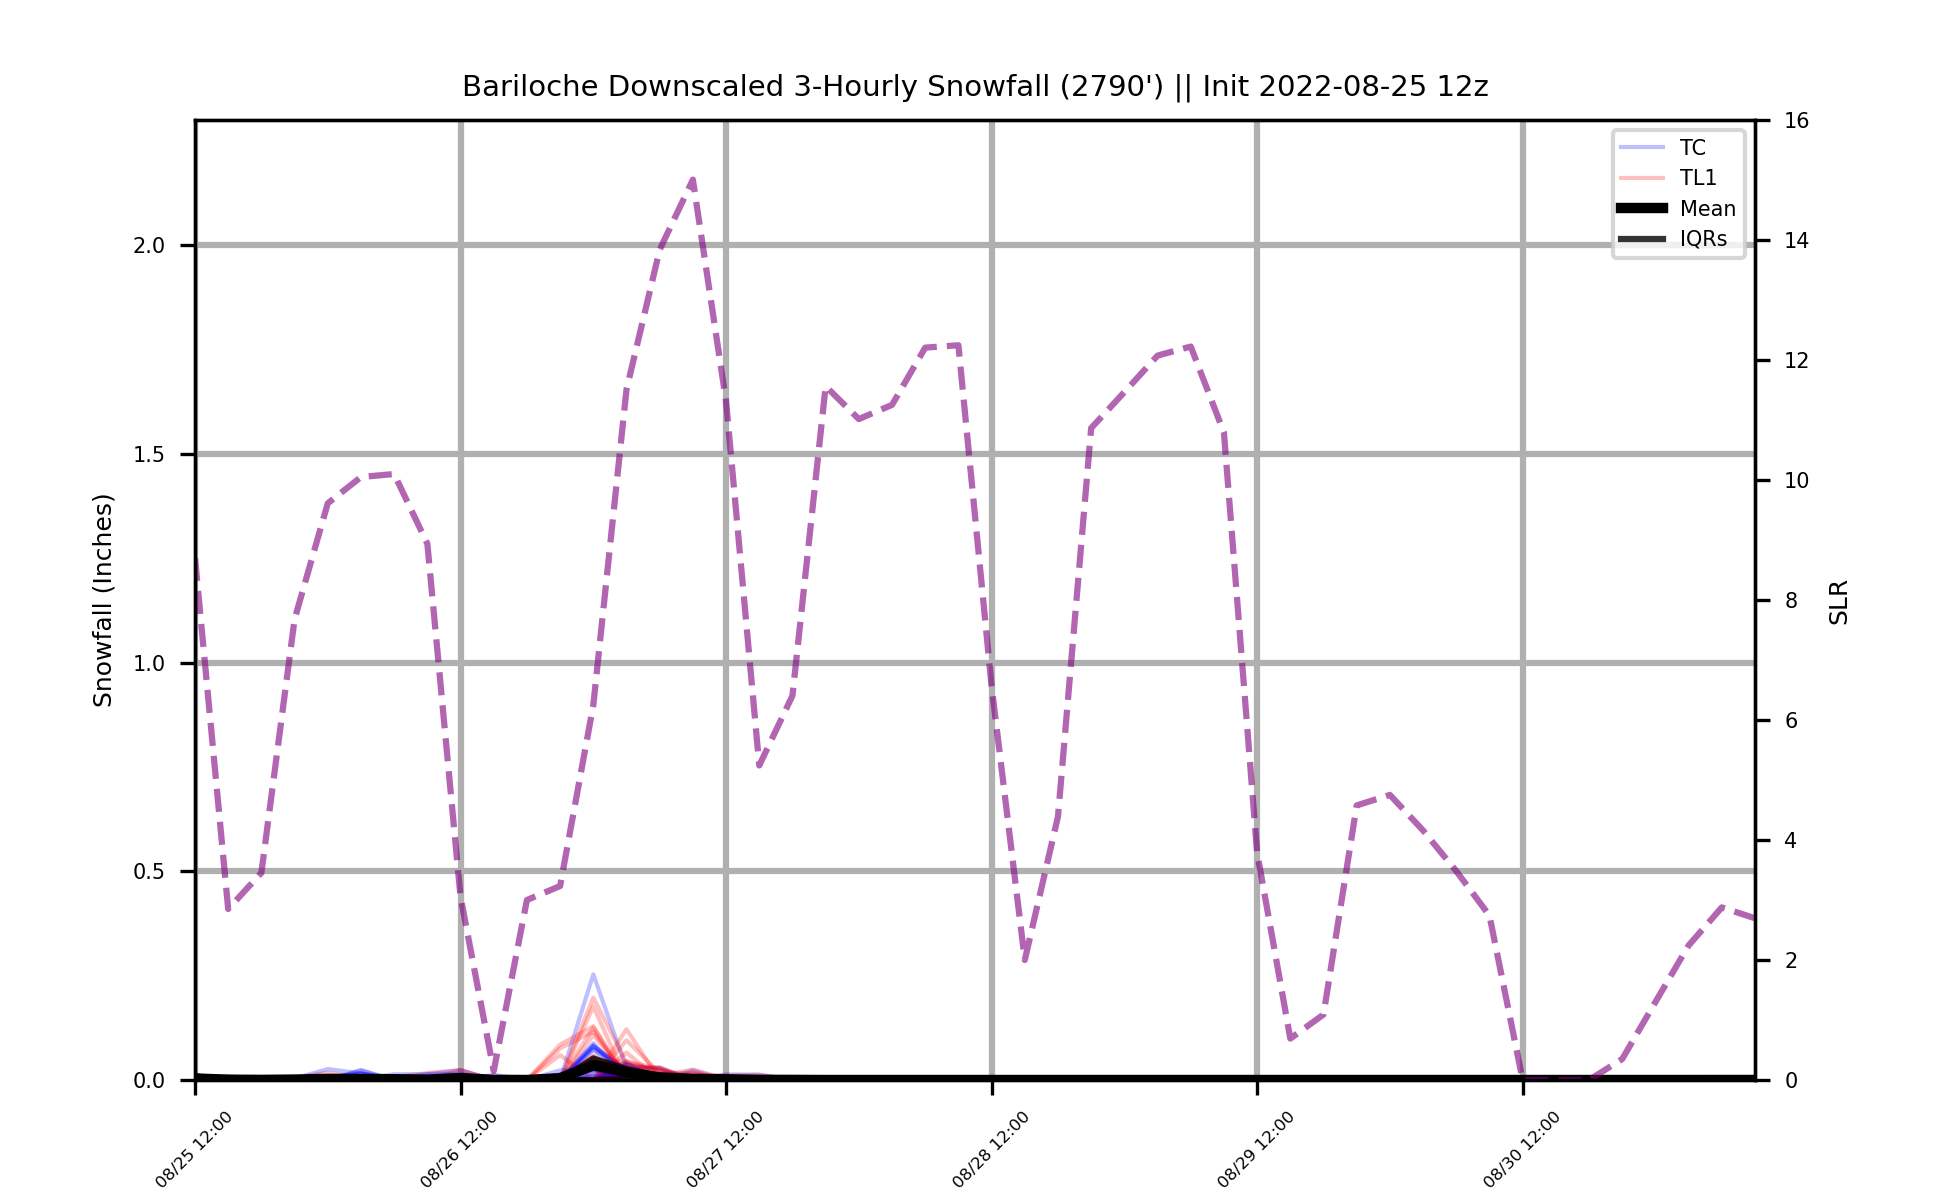 Bariloche Downscaled 3-Hourly Snowfall (2790') || Init 2022-08-25 12z
Snowfall (Inches)
2.0
1.5
1.0
0.5
0.0
16
14
12
10
8
6
4
2
0
SLR
TC
TL1
Mean
IQRs
08/25 12:00
08/26 12:00
08/27 12:00
08/28 12:00
08/29 12:00
08/30 12:00